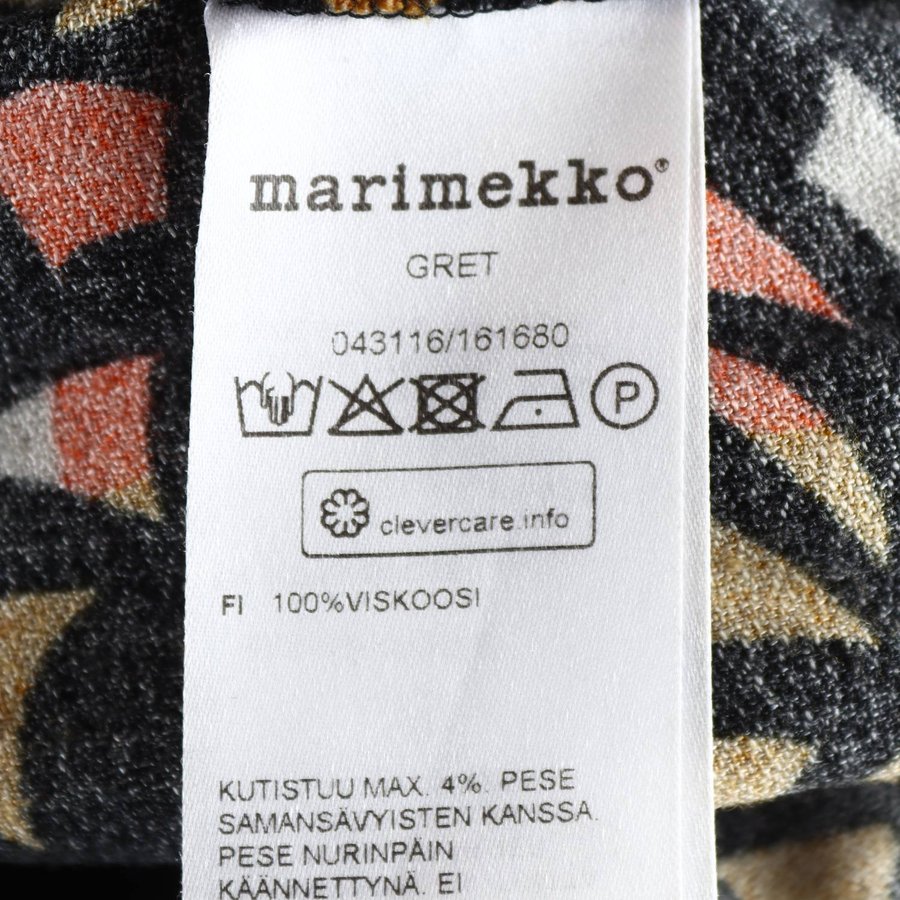 marimekko®
GRET
043116/161680
P
clevercare.info
FI 100%VISKOOSI
KUTISTUU MAX. 4%. PESE
SAMANSÄVYISTEN KANSSA.
PESE NURINPÄIN
KÄÄNNETTYNÄ. EI